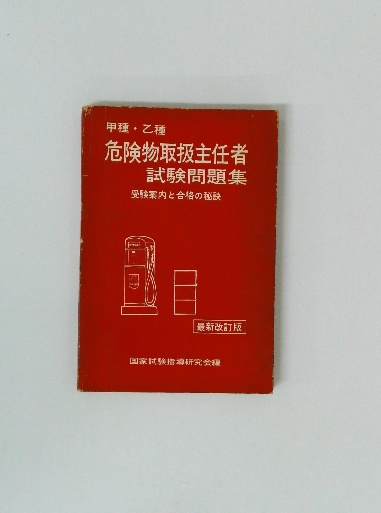 甲種・乙種
危険物取扱主任者
試験問題集
受験案内と合格の秘訣
最新改訂版
国家試験指導研究会編